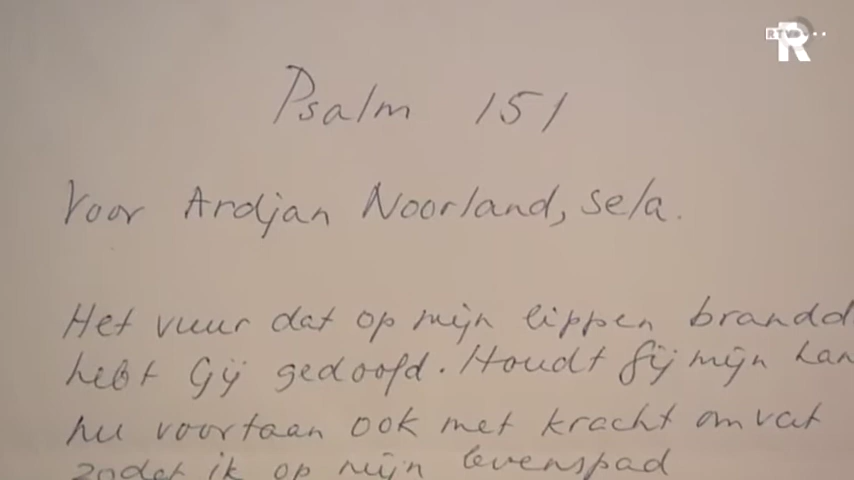 RTV R
Psalm 151
Voor Ardjan Noorland, sela.
Het vuur dat op mijn lippen brandd
hebt Gij gedoofd. Houdt Gij mijn han
nu voortaan ook met kracht omvat
zodat ik op mijn levenspad